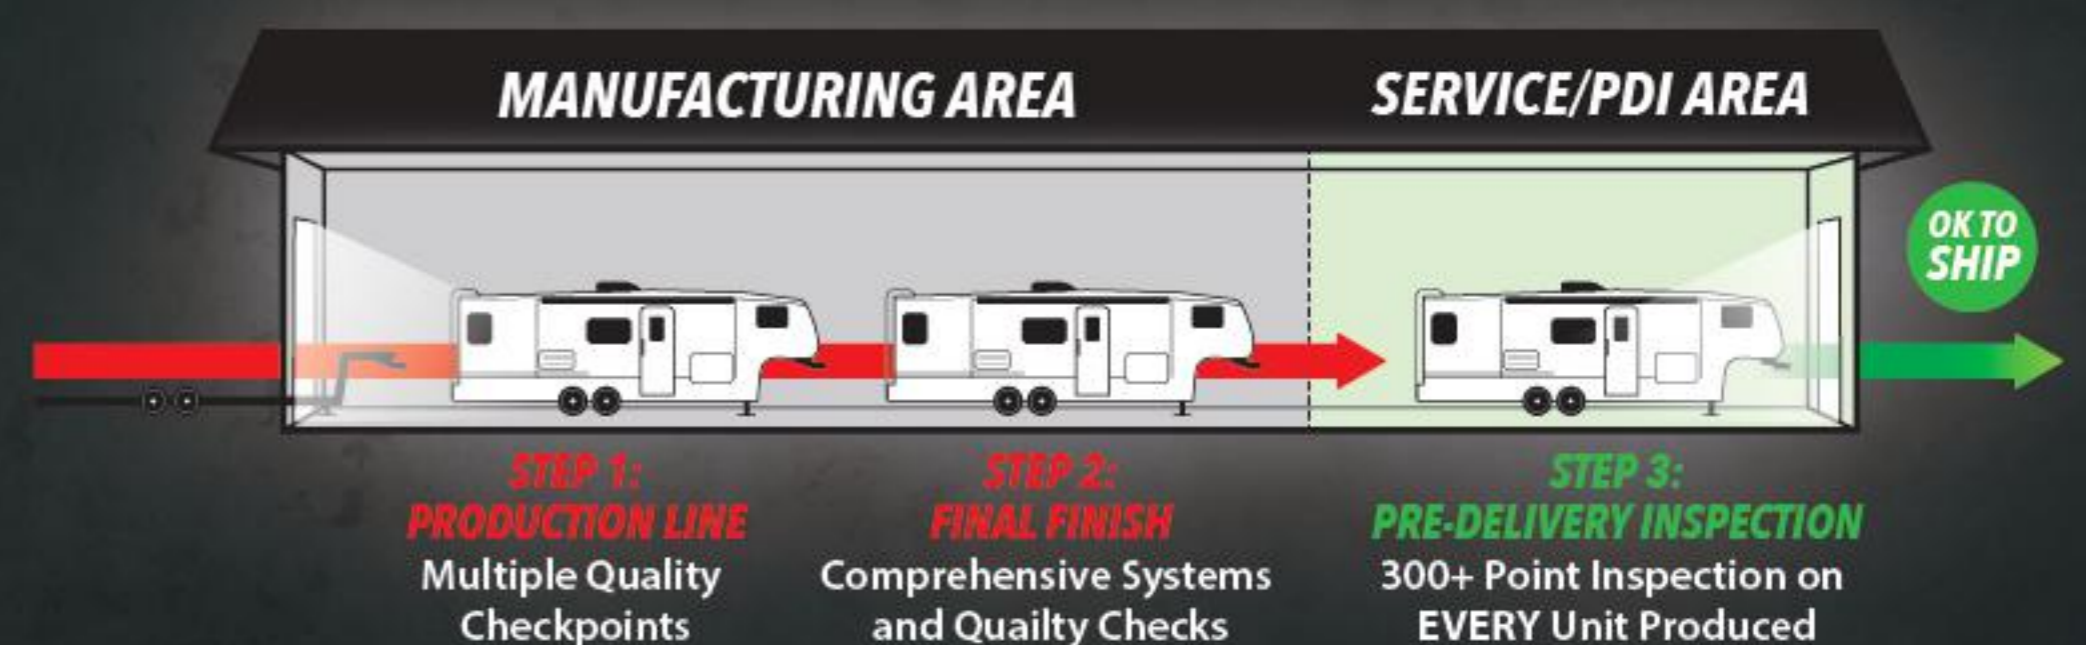 MANUFACTURING AREA
SERVICE/PDI AREA
OK TO
SHIP
STEP 1:
PRODUCTION LINE
Multiple Quality
Checkpoints
STEP 2:
FINAL FINISH
Comprehensive Systems
and Quailty Checks
STEP 3:
PRE-DELIVERY INSPECTION
300+ Point Inspection on
EVERY Unit Produced